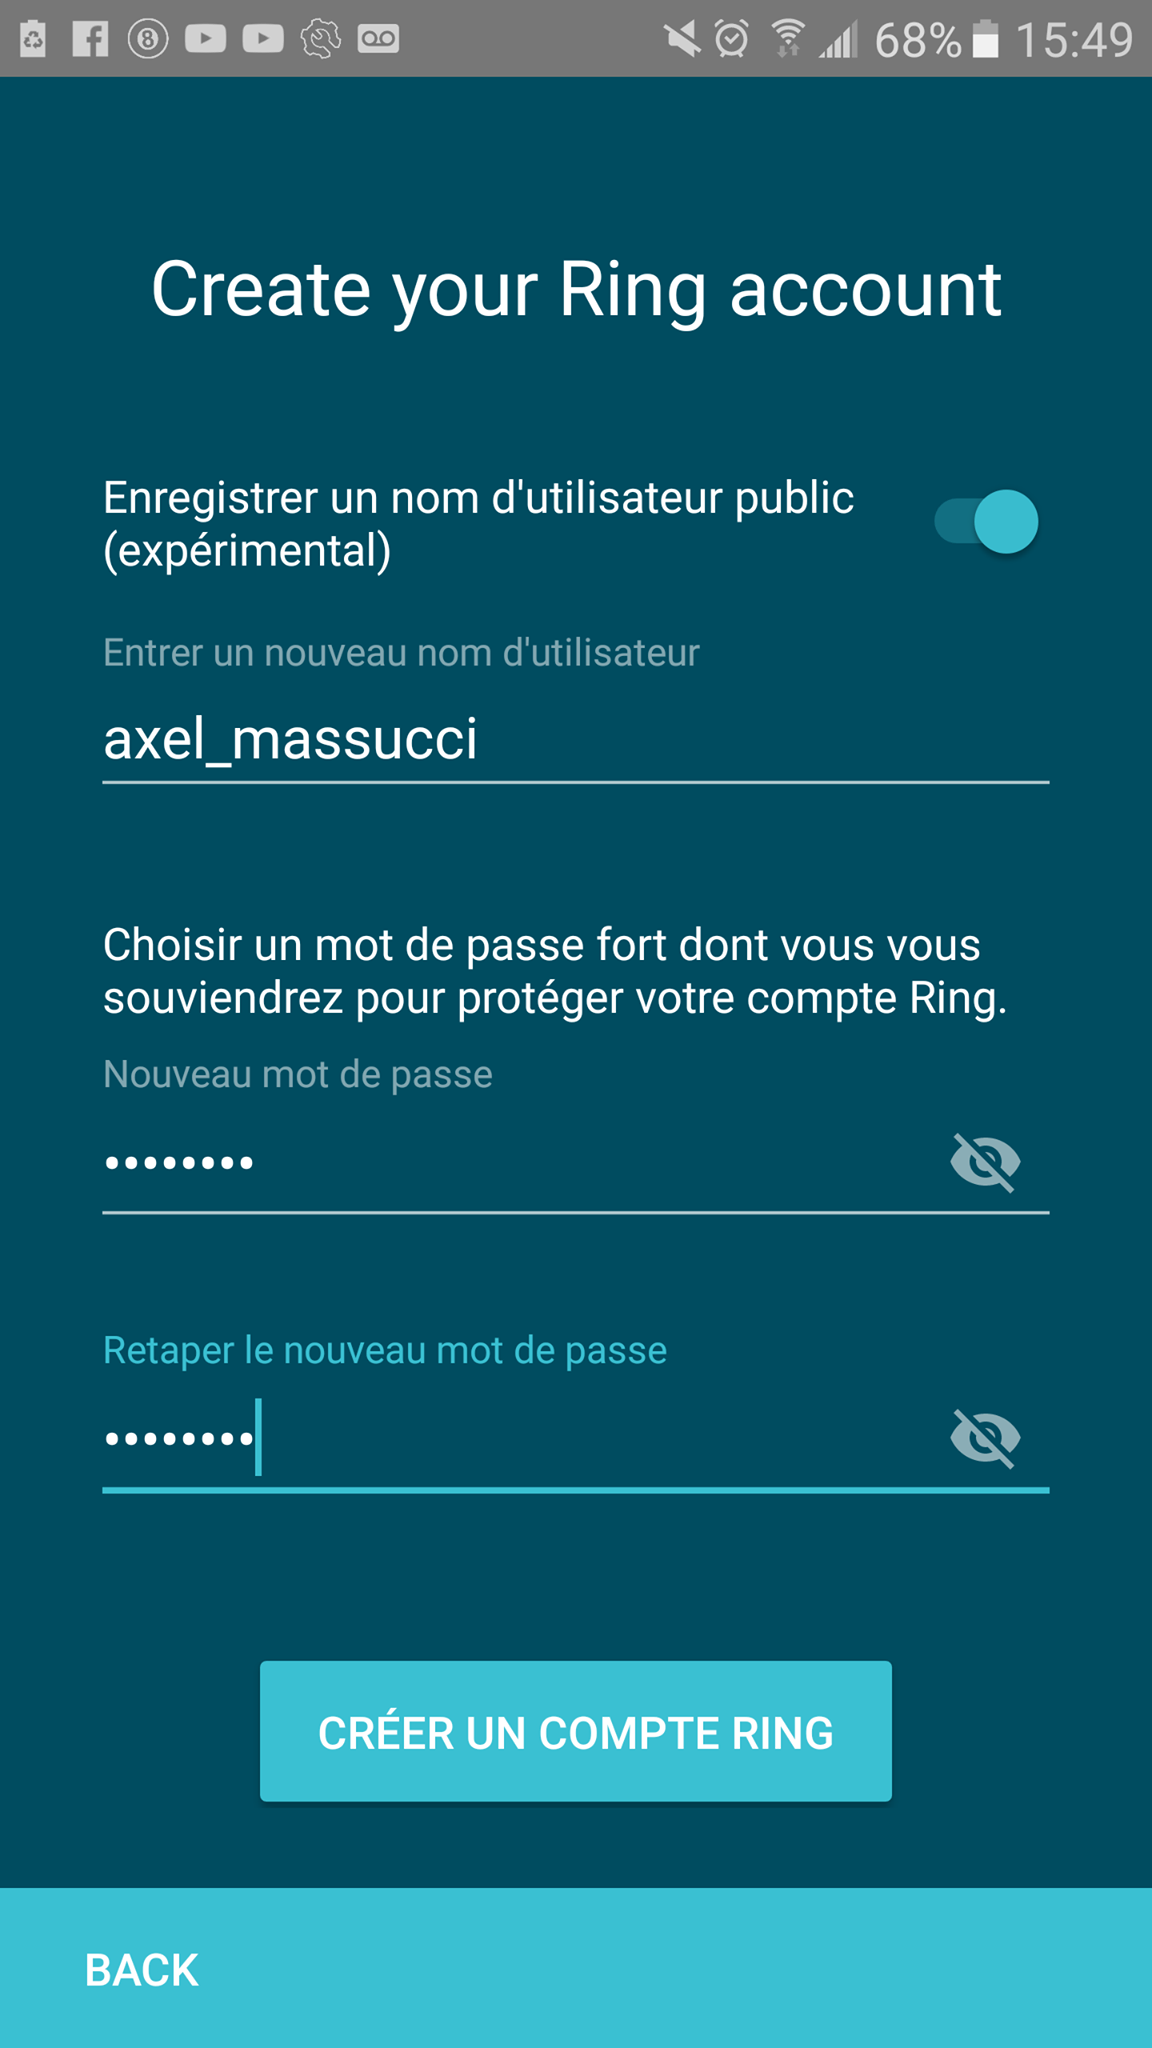 68% 15:49
Create your Ring account
Enregistrer un nom d'utilisateur public
(expérimental)
Entrer un nouveau nom d'utilisateur
axel_massucci
Choisir un mot de passe fort dont vous vous
souviendrez pour protéger votre compte Ring.
Nouveau mot de passe
••••••••
Retaper le nouveau mot de passe
••••••••
CRÉER UN COMPTE RING
BACK